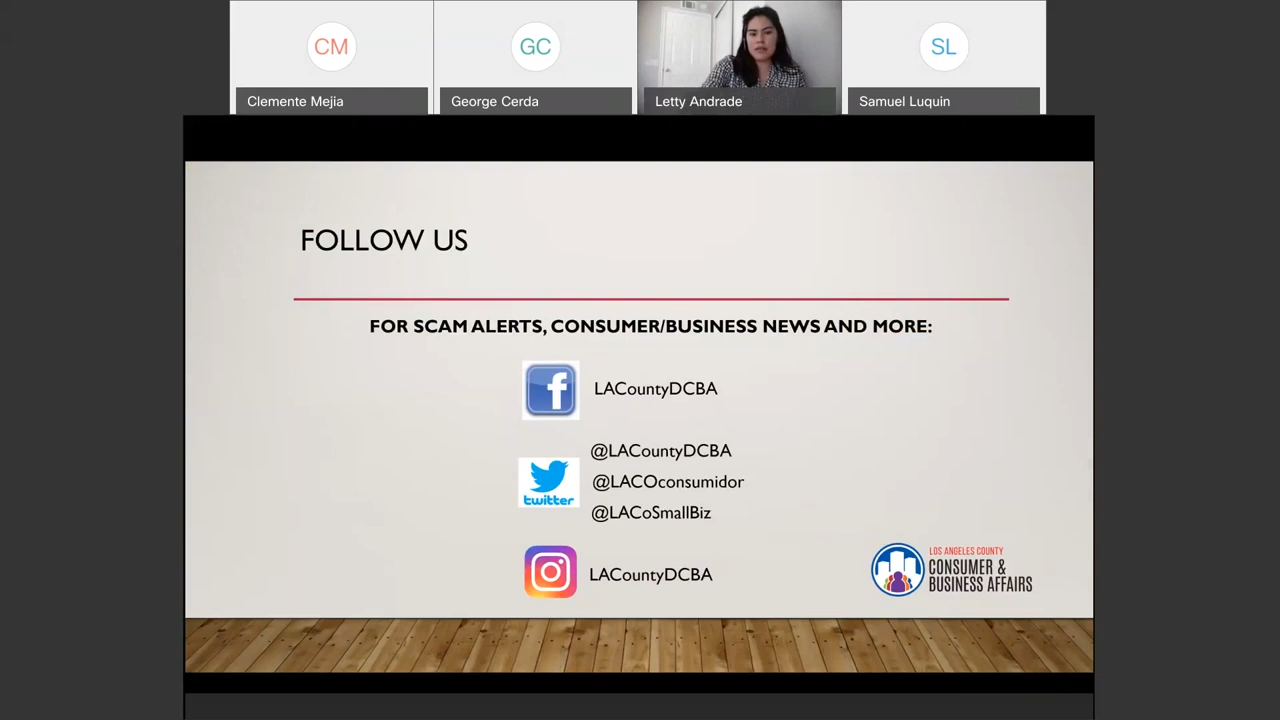 CM
GC
SL
Clemente Mejia
George Cerda
Letty Andrade
Samuel Luquin
FOLLOW US
FOR SCAM ALERTS, CONSUMER/BUSINESS NEWS AND MORE:
f
LACountyDCBA
@LACountyDCBA
@LACOconsumidor
twitter
@LACoSmallBiz
LACountyDCBA
LOS ANGELES COUNTY
CONSUMER &
BUSINESS AFFAIRS